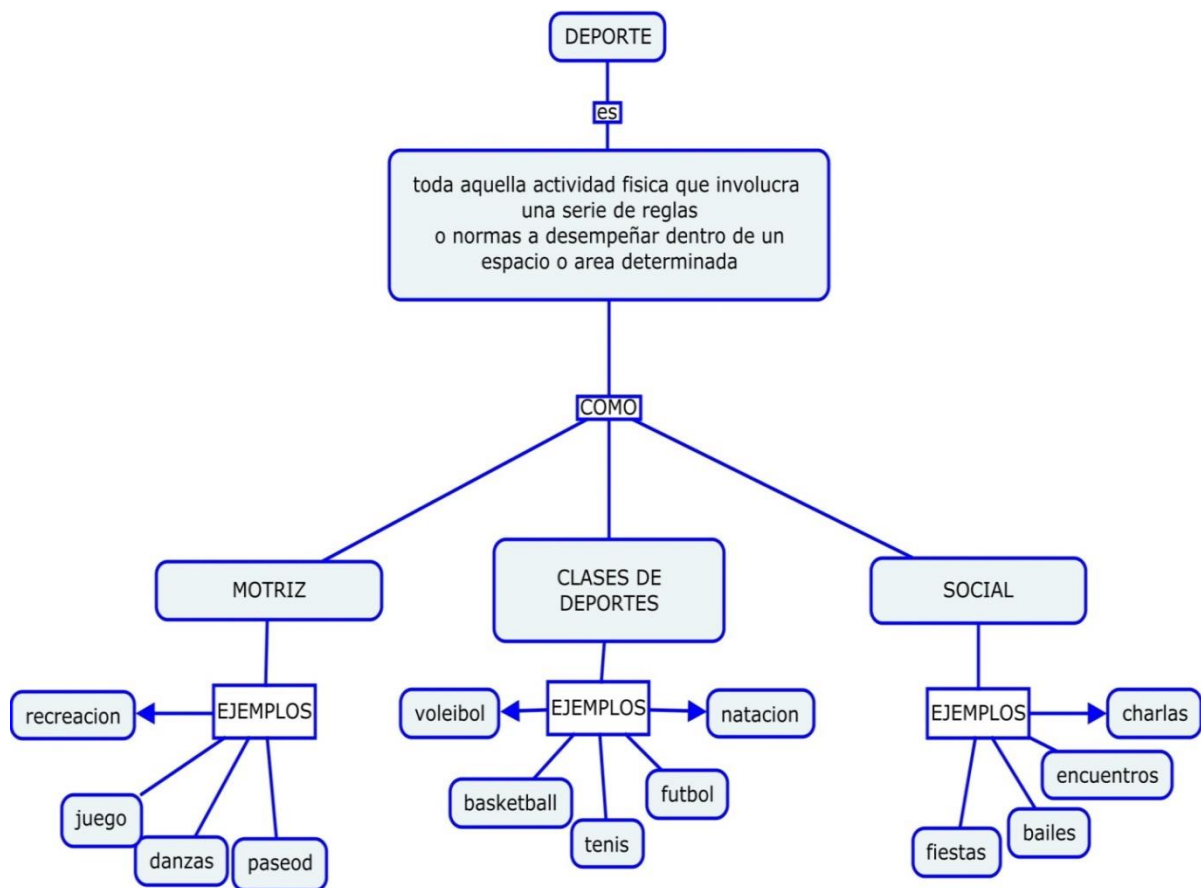 DEPORTE
es
toda aquella actividad fisica que involucra
una serie de reglas
o normas a desempeñar dentro de un
espacio o area determinada
COMO
MOTRIZ
CLASES DE
DEPORTES
SOCIAL
EJEMPLOS
recreacion
juego
danzas
paseod
EJEMPLOS
voleibol
basketball
tenis
futbol
natacion
EJEMPLOS
fiestas
bailes
encuentros
charlas